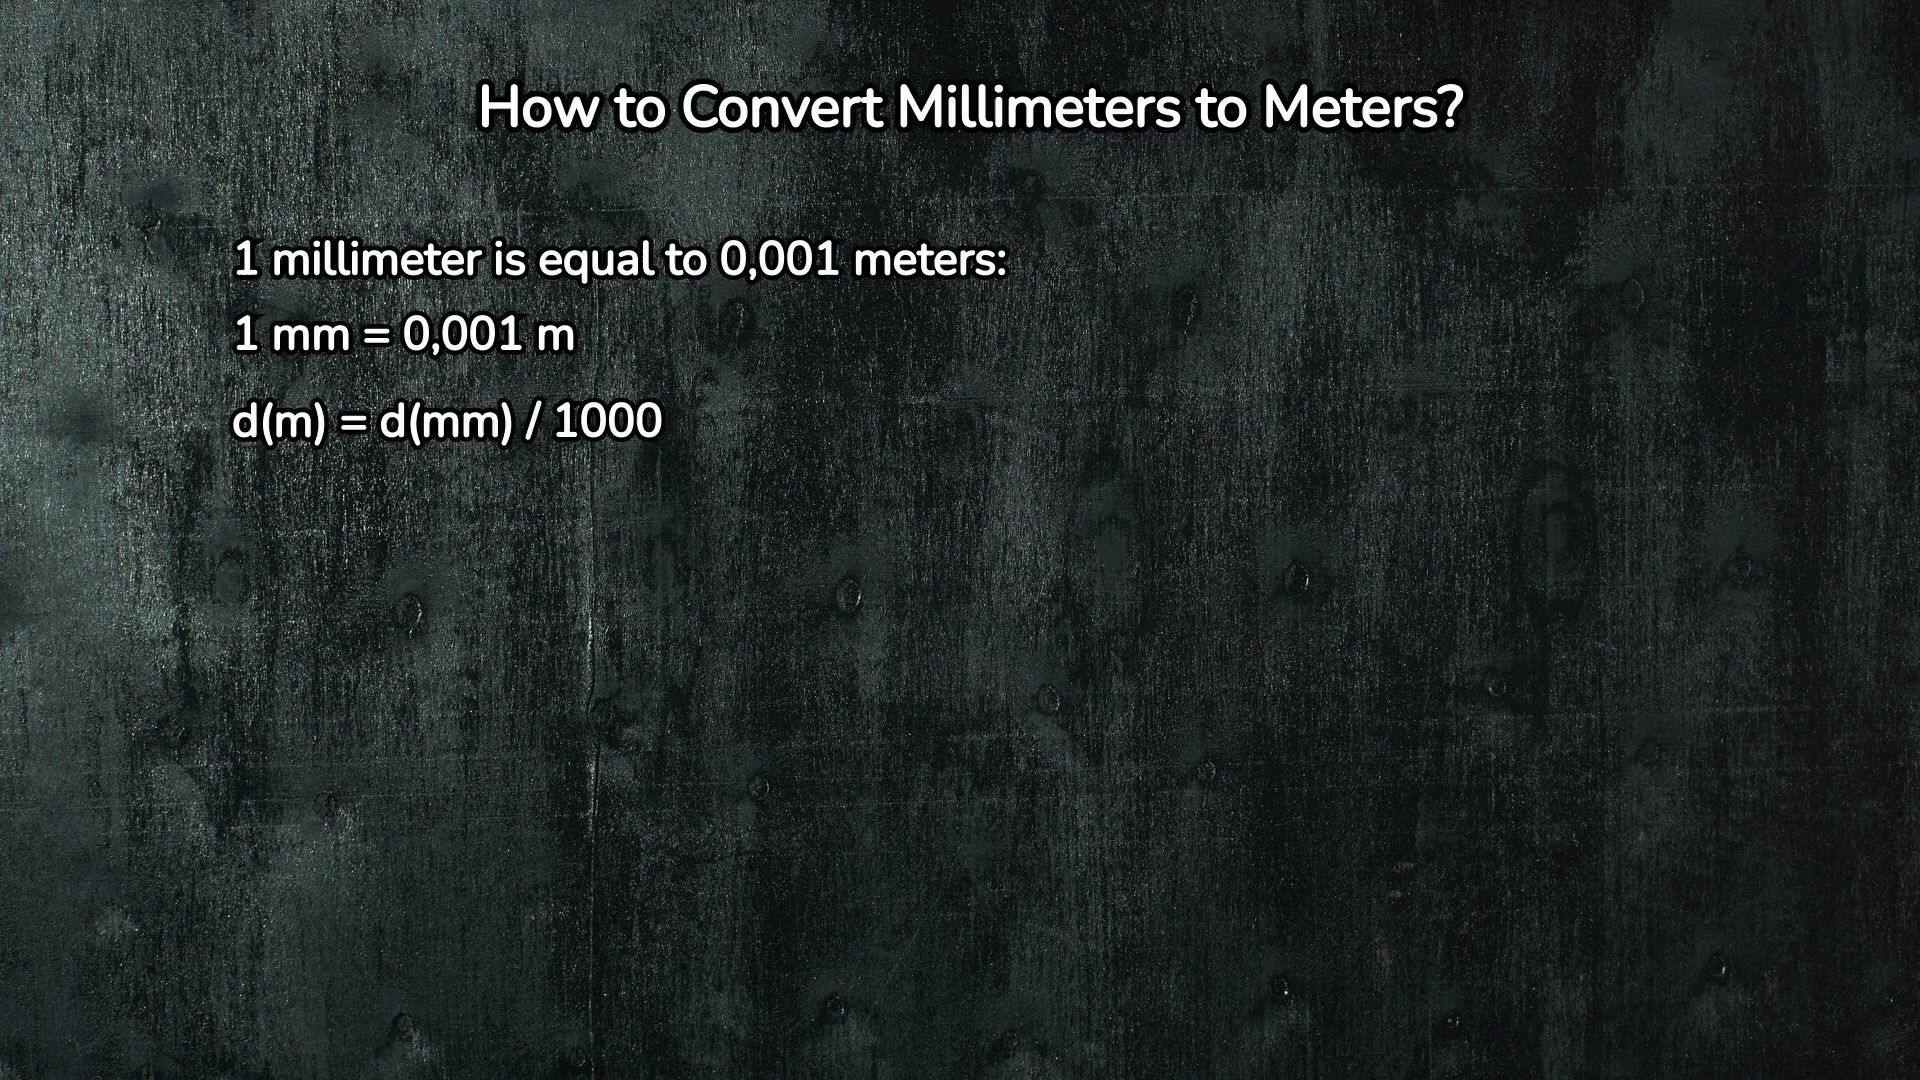 How to Convert Millimeters to Meters?
1 millimeter is equal to 0,001 meters:
1 mm = 0,001 m
d(m) = d(mm) / 1000